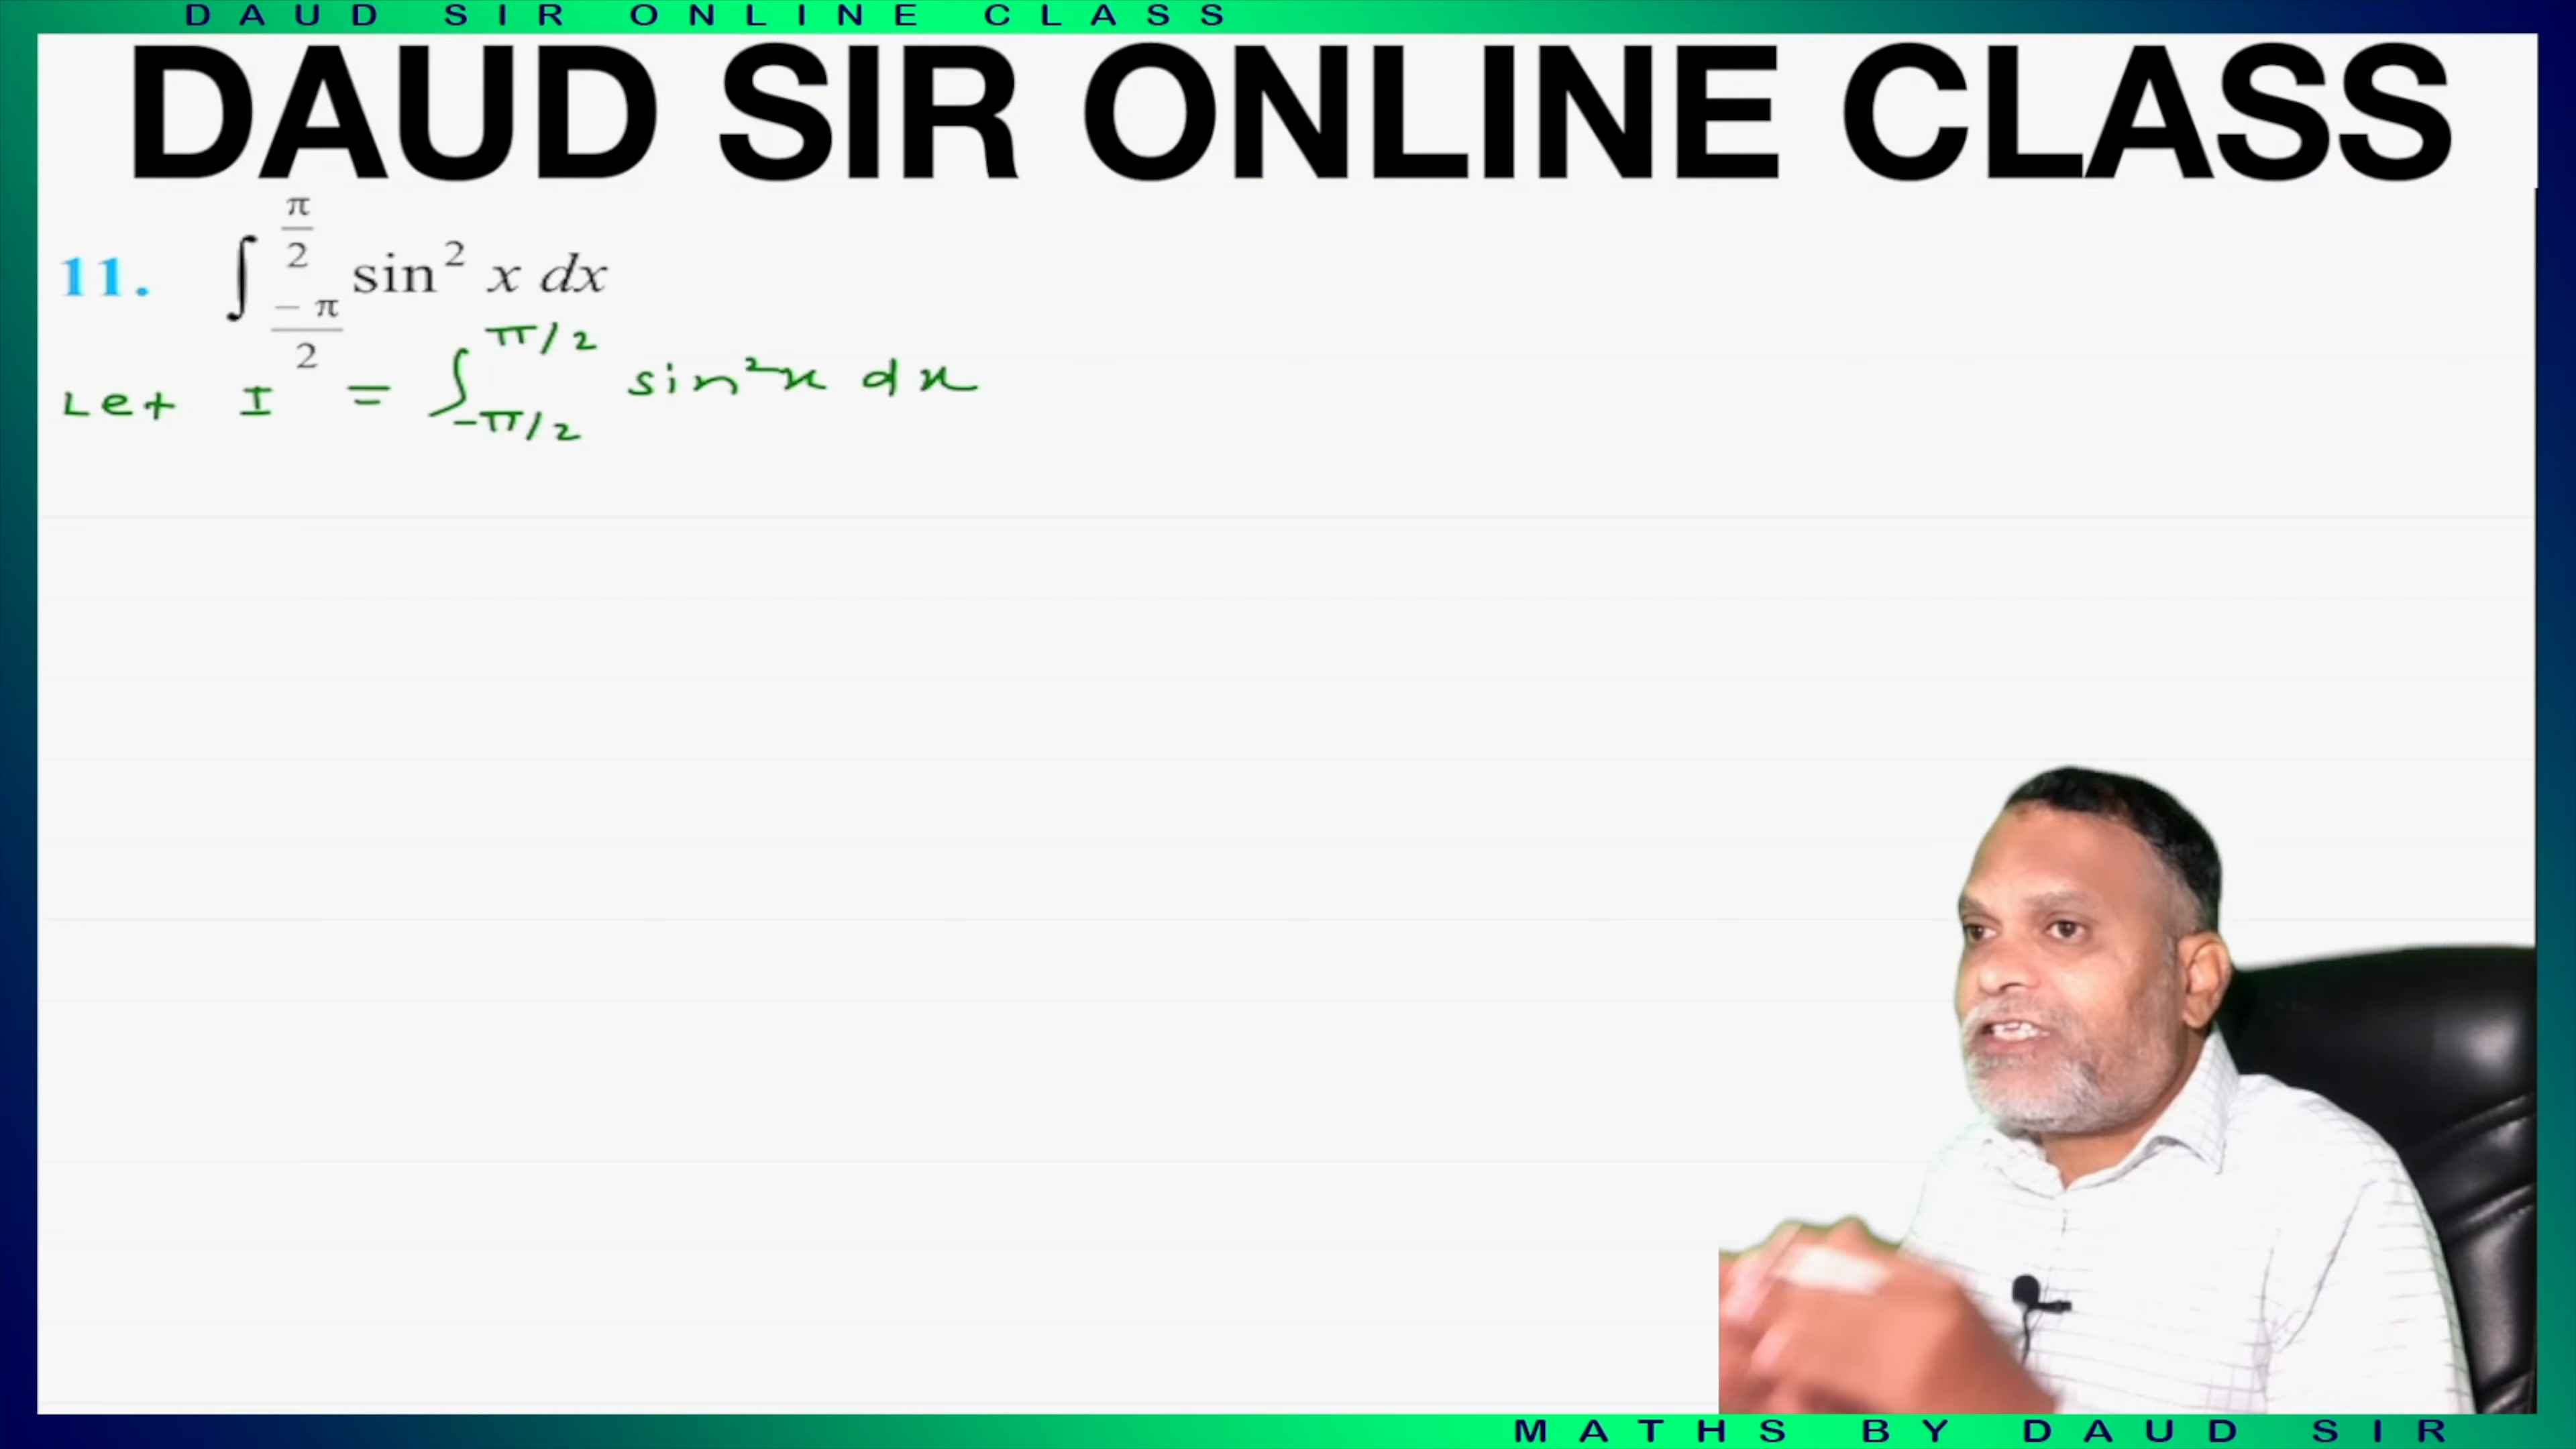 DAUD SIR ONLINE CLASS
DAUD SIR ONLINE CLASS
11. ∫_{-π/2}^{π/2} sin² x dx
Let I = ∫_{-π/2}^{π/2} sin²x dx
MATHS BY DAUD SIR